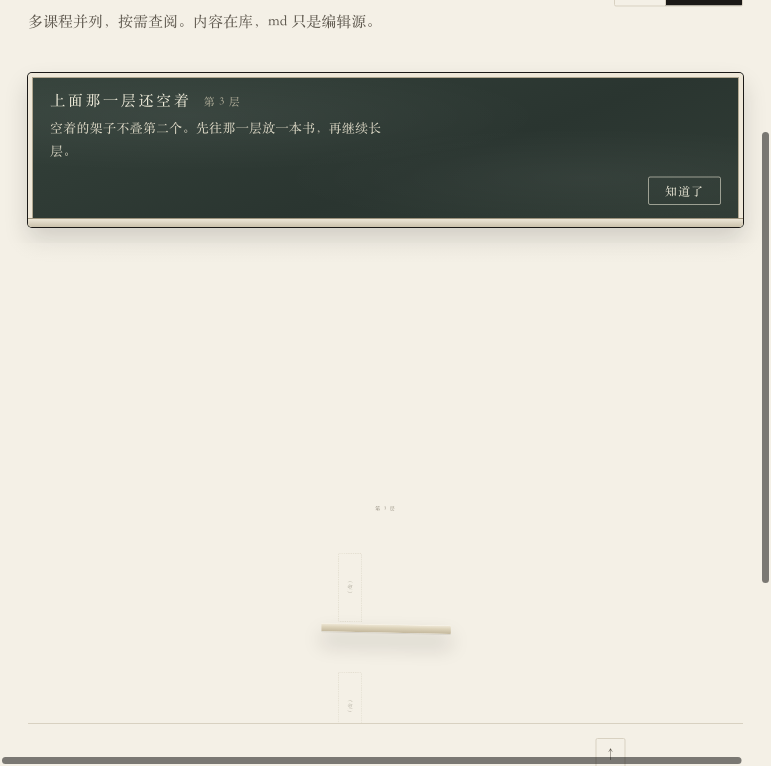 多课程并列，按需查阅。内容在库，md 只是编辑源。
上面那一层还空着 第 3 层
空着的架子不叠第二个。先往那一层放一本书，再继续长
层。
知道了
↑